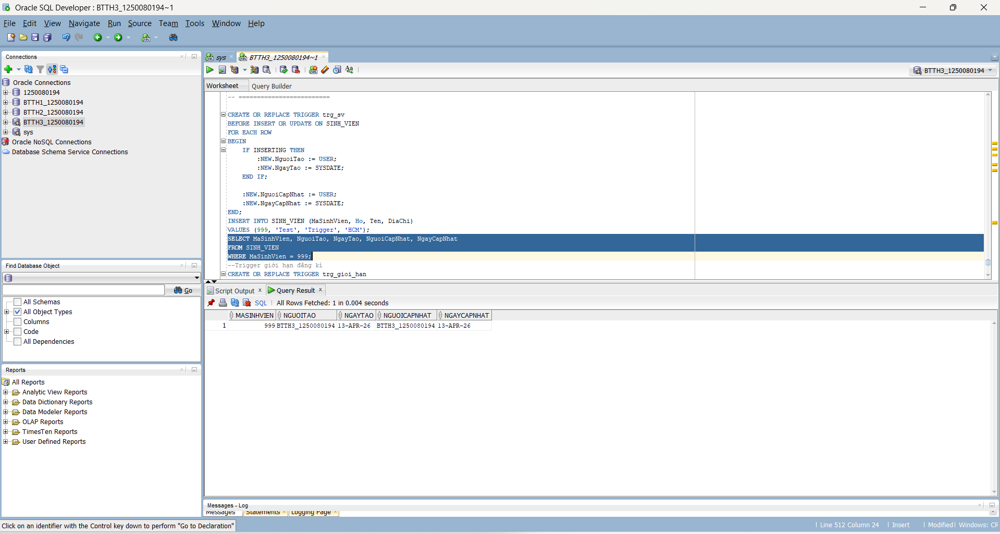 Oracle SQL Developer : BTTH3_1250080194~1
File Edit View Navigate Run Source Team Tools Window Help
Connections
Oracle Connections
1250080194
BTTH1_1250080194
BTTH2_1250080194
BTTH3_1250080194
sys
Oracle NoSQL Connections
Database Schema Service Connections
Find Database Object
Go
All Schemas
All Object Types
Columns
Code
All Dependencies
Reports
All Reports
Analytic View Reports
Data Dictionary Reports
Data Modeler Reports
OLAP Reports
TimesTen Reports
User Defined Reports
sys BTTH3_1250080194~1
BTTH3_1250080194
Worksheet Query Builder
-- =========================
CREATE OR REPLACE TRIGGER trg_sv
BEFORE INSERT OR UPDATE ON SINH_VIEN
FOR EACH ROW
BEGIN
IF INSERTING THEN
:NEW.NguoiTao := USER;
:NEW.NgayTao := SYSDATE;
END IF;
:NEW.NguoiCapNhat := USER;
:NEW.NgayCapNhat := SYSDATE;
END;
INSERT INTO SINH_VIEN (MaSinhVien, Ho, Ten, DiaChi)
VALUES (999, 'Test', 'Trigger', 'HCM');
SELECT MaSinhVien, NguoiTao, NgayTao, NguoiCapNhat, NgayCapNhat
FROM SINH_VIEN
WHERE MaSinhVien = 999;
--Trigger giới hạn đăng kí
CREATE OR REPLACE TRIGGER trg_gioi_han
Script Output Query Result
SQL All Rows Fetched: 1 in 0.004 seconds
MASINHVIEN NGUOITAO NGAYTAO NGUOICAPNHAT NGAYCAPNHAT
1 999 BTTH3_1250080194 13-APR-26 BTTH3_1250080194 13-APR-26
Messages - Log
Messages Statements Logging Page
Click on an identifier with the Control key down to perform "Go to Declaration"
Line 512 Column 24 Insert Modified Windows: CR